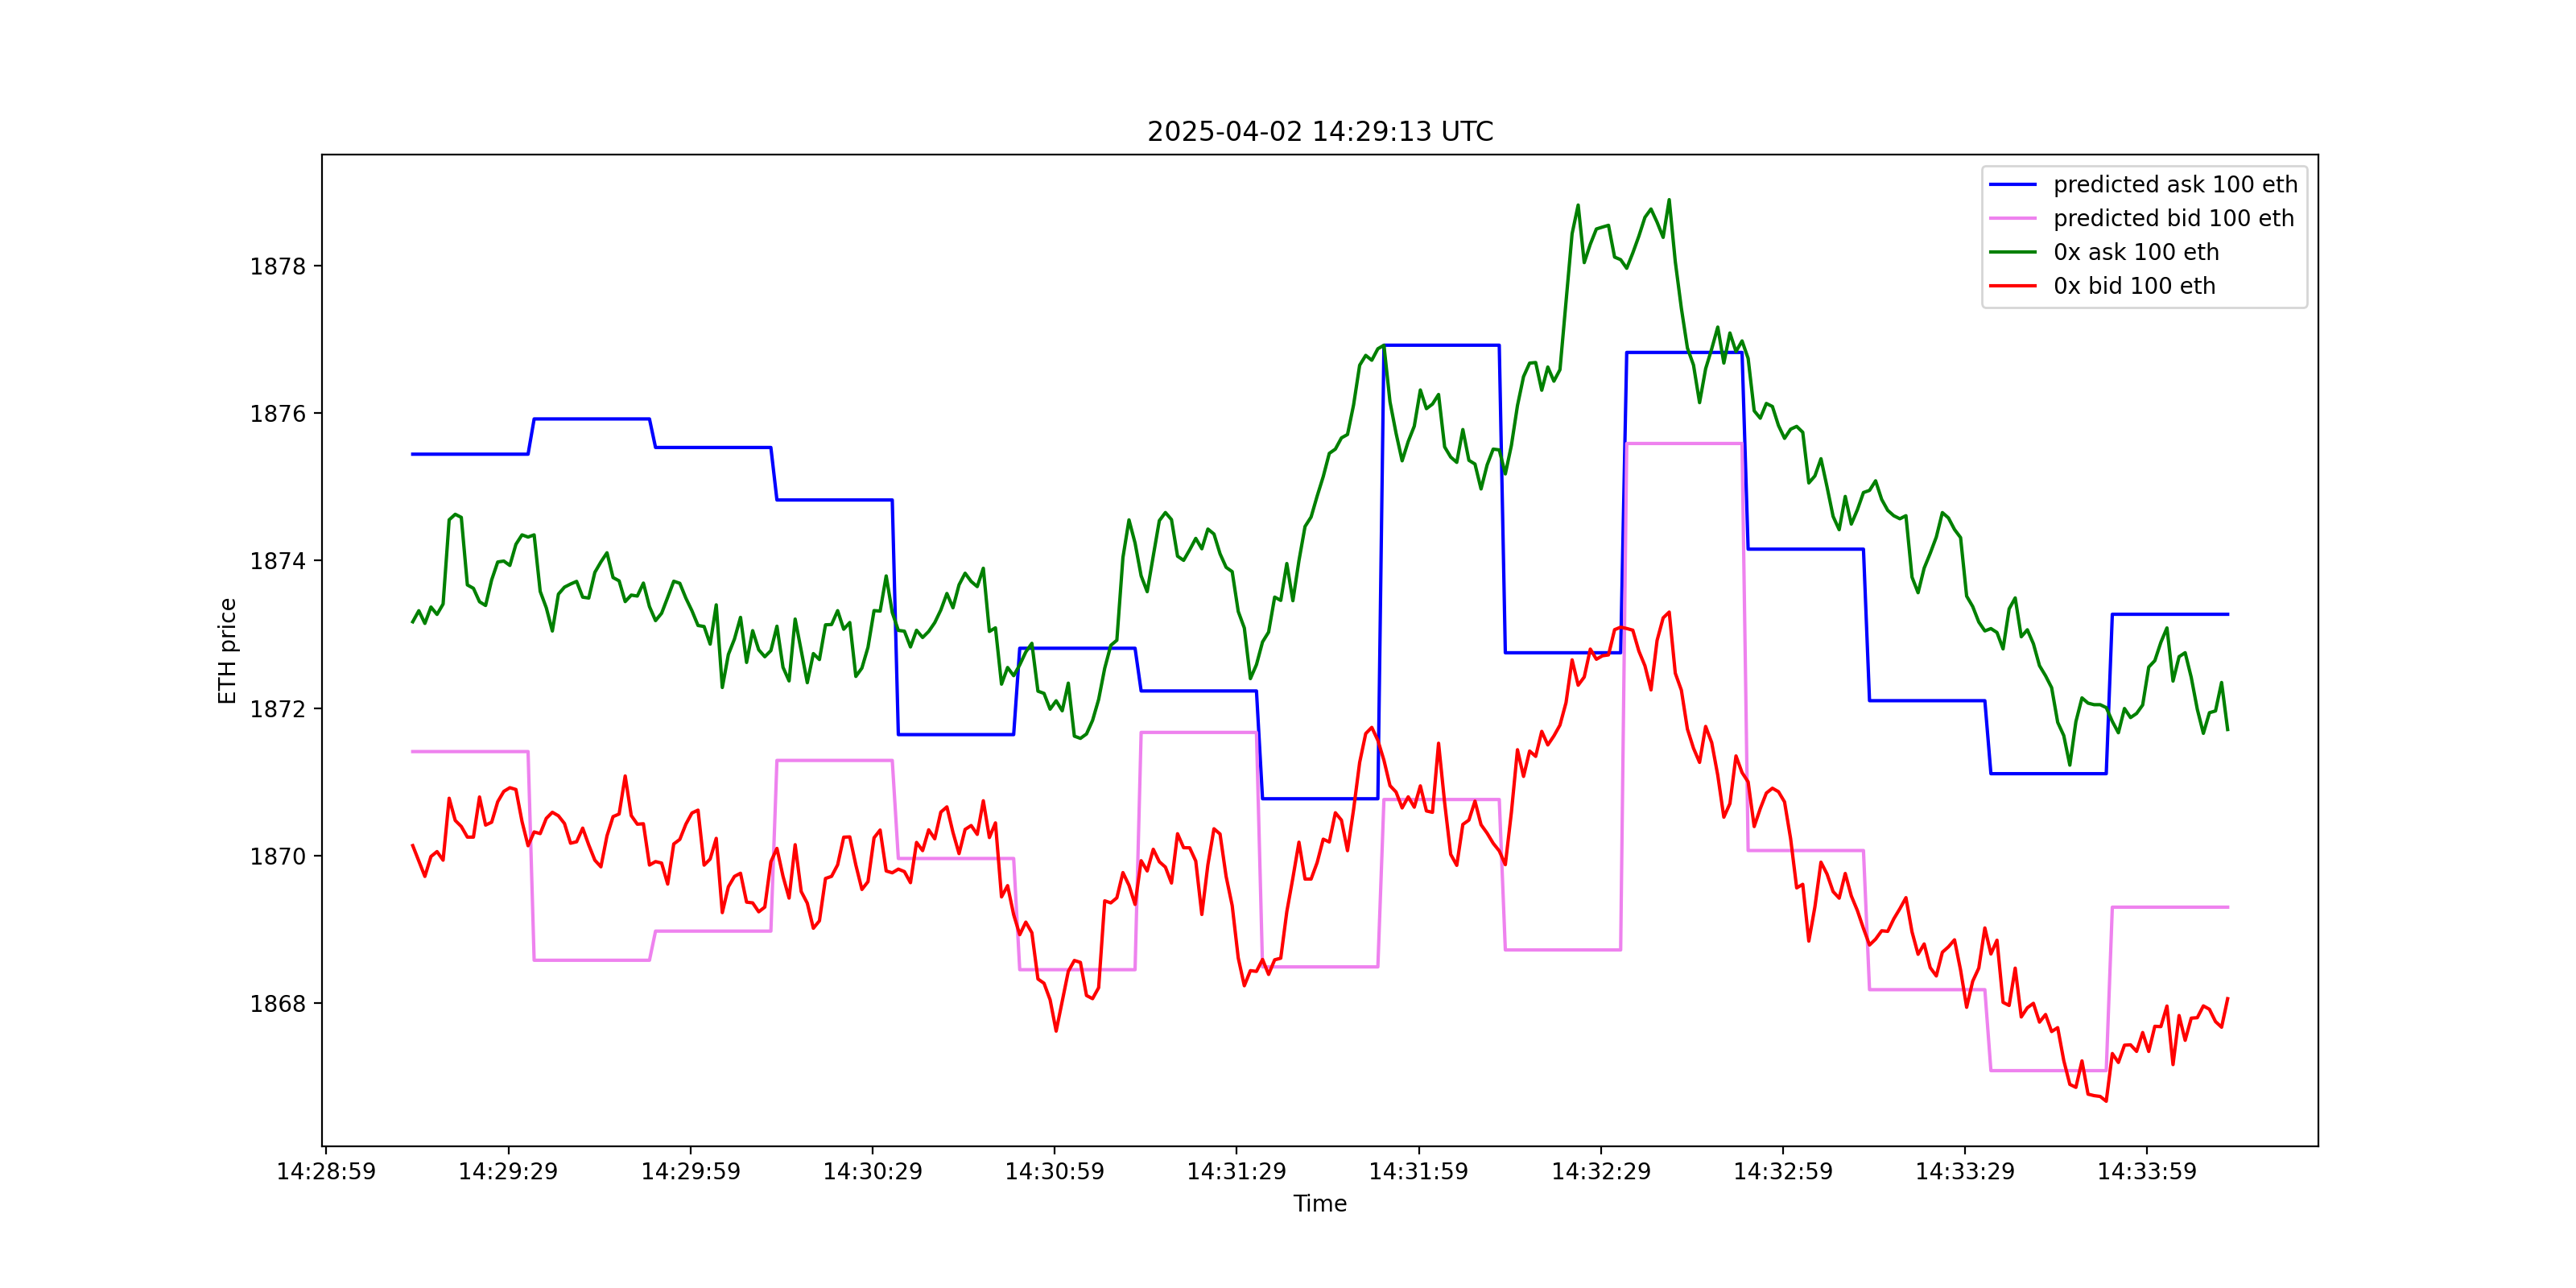 2025-04-02 14:29:13 UTC
predicted ask 100 eth
predicted bid 100 eth
0x ask 100 eth
0x bid 100 eth
1878
1876
1874
1872
1870
1868
ETH price
14:28:59 14:29:29 14:29:59 14:30:29 14:30:59 14:31:29 14:31:59 14:32:29 14:32:59 14:33:29 14:33:59
Time